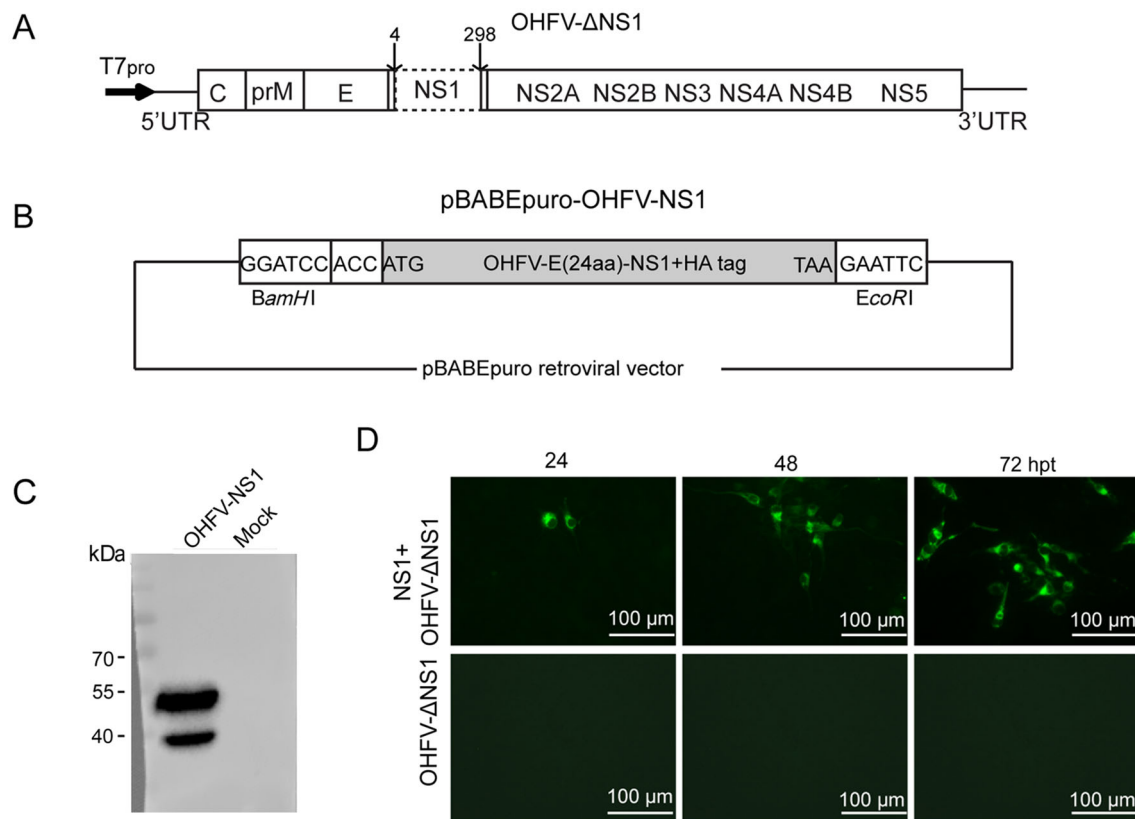 A
OHFV-ΔNS1
4 298
T7pro
C prM E NS1 NS2A NS2B NS3 NS4A NS4B NS5
5'UTR 3'UTR
B
pBABEpuro-OHFV-NS1
GGATCC ACC ATG OHFV-E(24aa)-NS1+HA tag TAA GAATTC
BamHI EcoRI
pBABEpuro retroviral vector
C
OHFV-NS1 Mock
kDa
70
55
40
D
24 48 72 hpt
NS1+
OHFV-ΔNS1
100 µm 100 µm 100 µm
OHFV-ΔNS1
100 µm 100 µm 100 µm